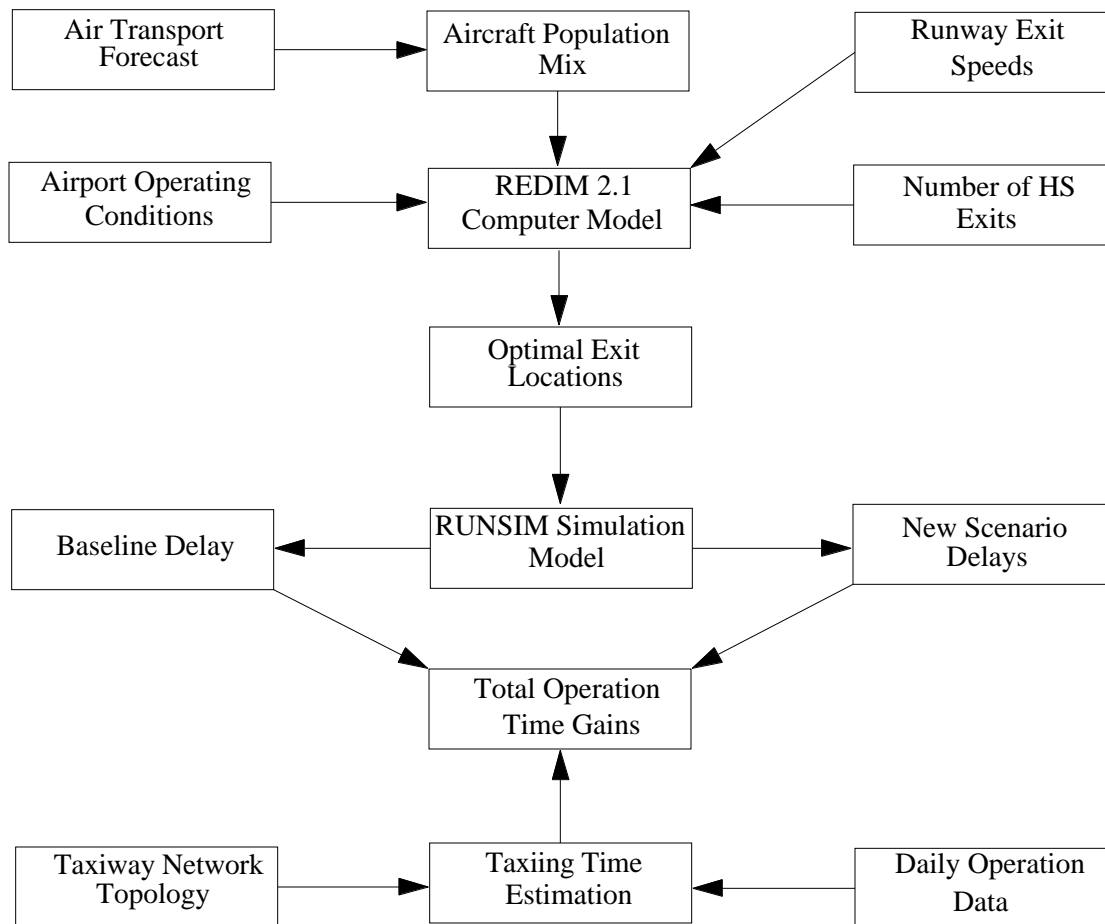 Air Transport
Forecast
Aircraft Population
Mix
Runway Exit
Speeds
Airport Operating
Conditions
REDIM 2.1
Computer Model
Number of HS
Exits
Optimal Exit
Locations
Baseline Delay
RUNSIM Simulation
Model
New Scenario
Delays
Total Operation
Time Gains
Taxiway Network
Topology
Taxiing Time
Estimation
Daily Operation
Data